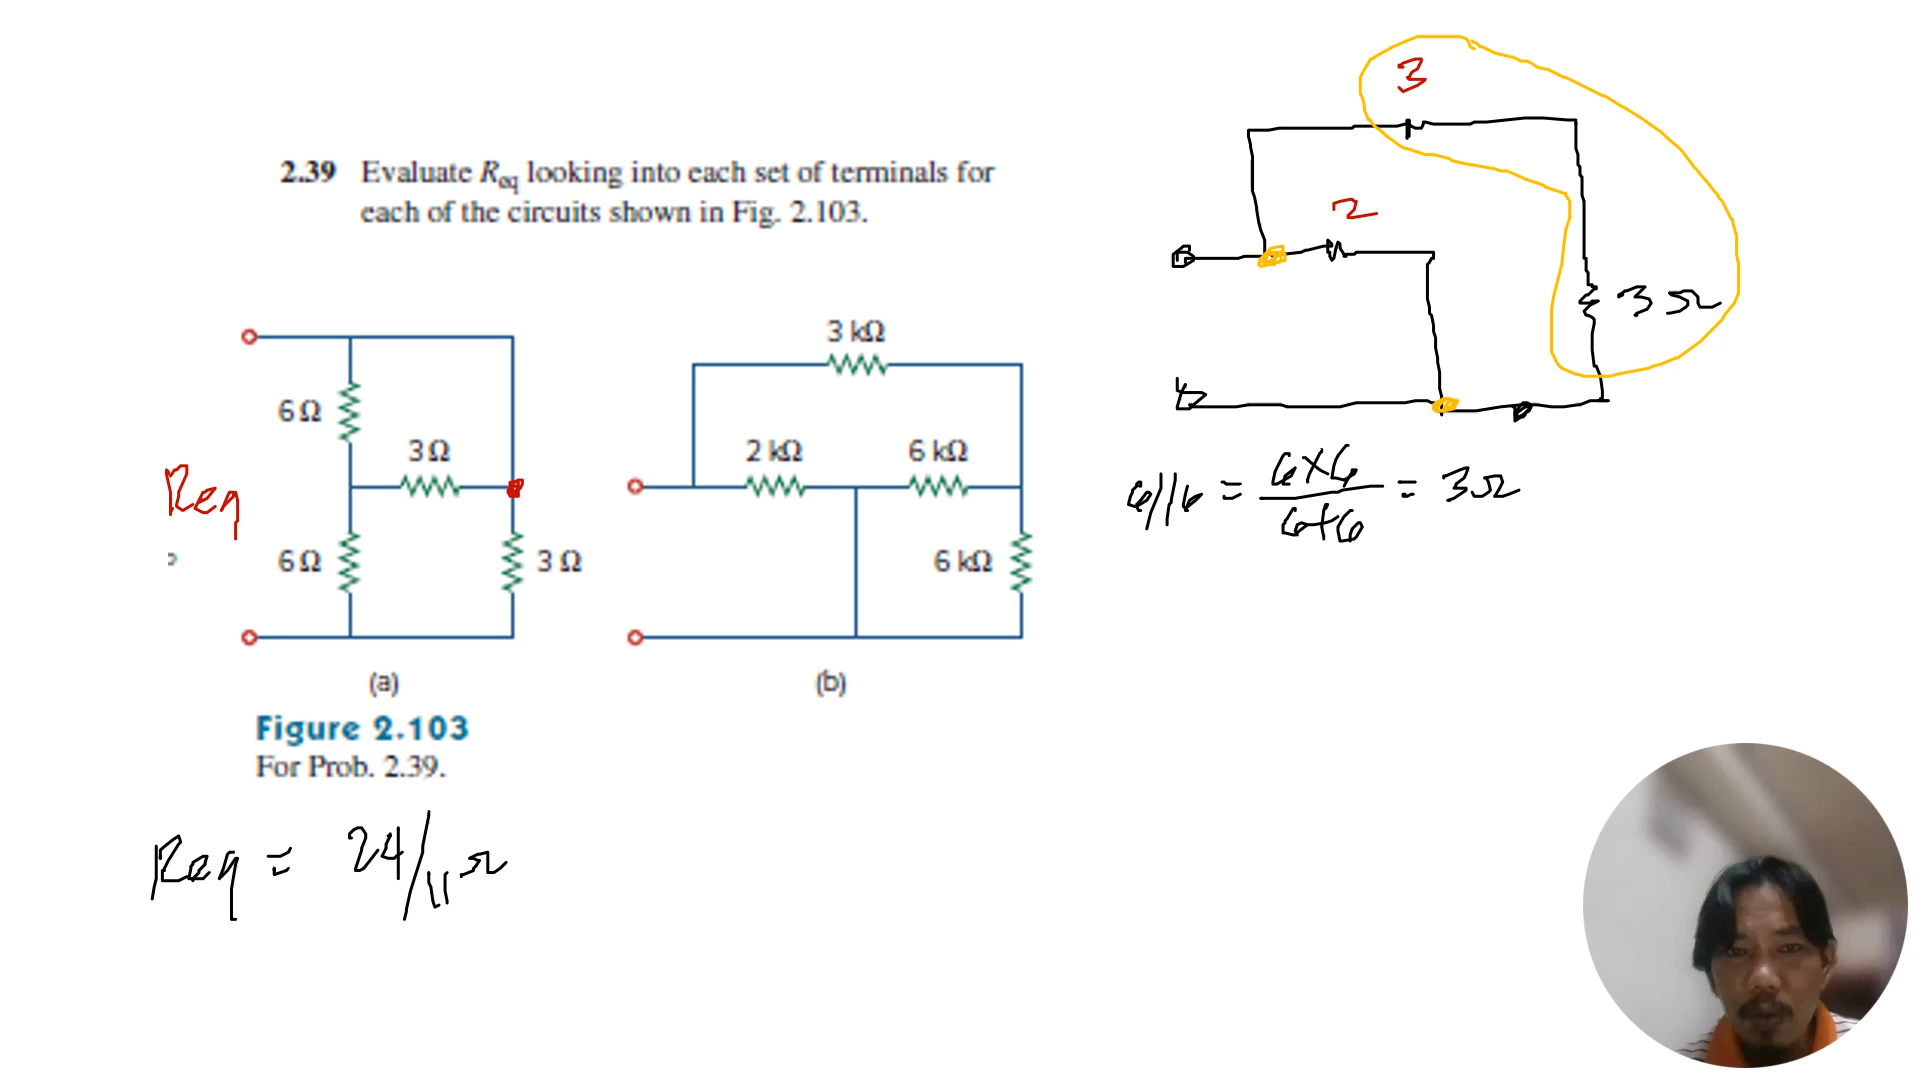 2.39 Evaluate Req looking into each set of terminals for
each of the circuits shown in Fig. 2.103.
6 Ω
3 Ω
6 Ω
3 Ω
Req
(a)
3 kΩ
2 kΩ
6 kΩ
6 kΩ
(b)
Figure 2.103
For Prob. 2.39.
Req = 24/11 Ω
3
2
3 Ω
6//6 = 6×6/6+6 = 3Ω